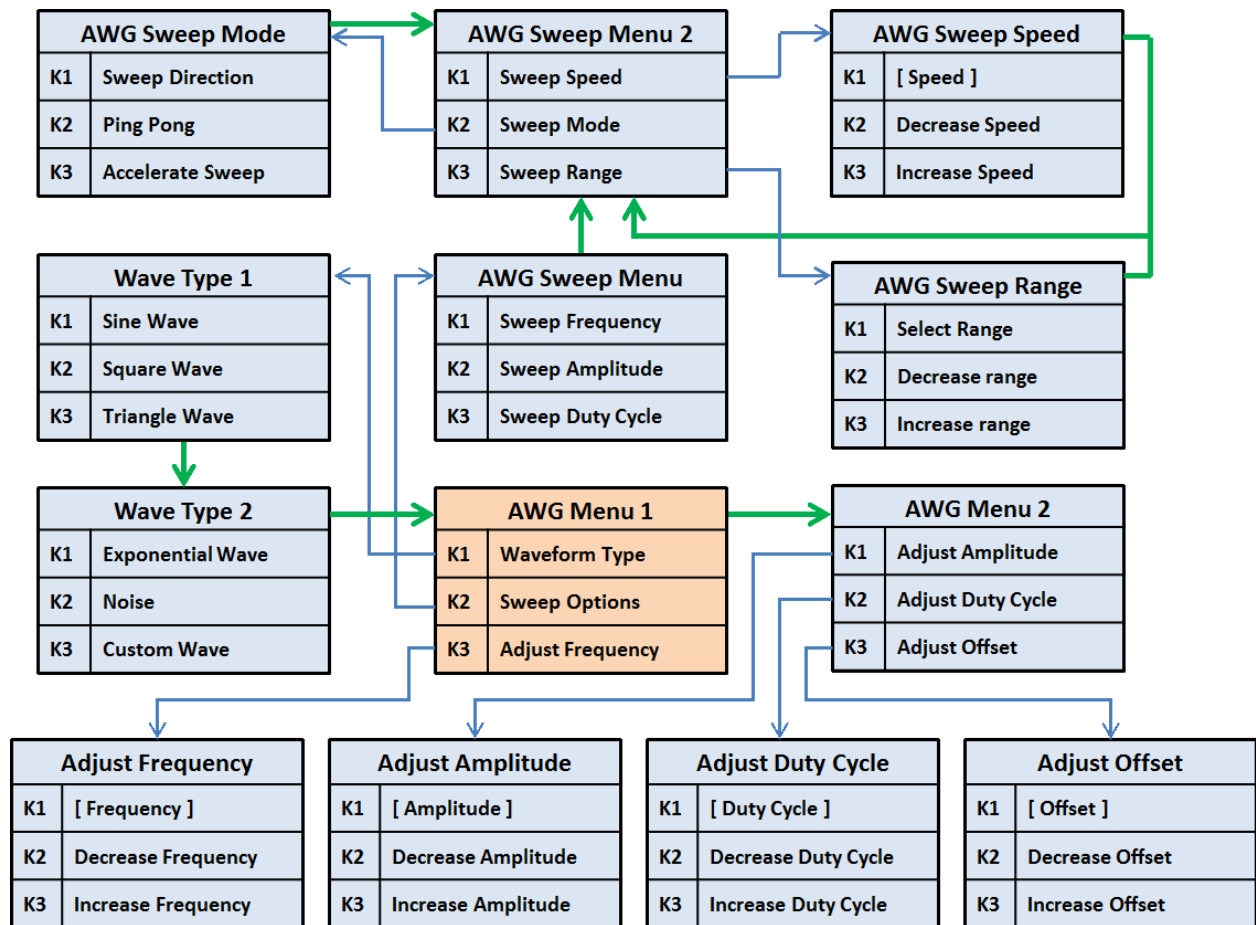 AWG Sweep Mode
K1 Sweep Direction
K2 Ping Pong
K3 Accelerate Sweep
AWG Sweep Menu 2
K1 Sweep Speed
K2 Sweep Mode
K3 Sweep Range
AWG Sweep Speed
K1 [ Speed ]
K2 Decrease Speed
K3 Increase Speed
Wave Type 1
K1 Sine Wave
K2 Square Wave
K3 Triangle Wave
AWG Sweep Menu
K1 Sweep Frequency
K2 Sweep Amplitude
K3 Sweep Duty Cycle
AWG Sweep Range
K1 Select Range
K2 Decrease range
K3 Increase range
Wave Type 2
K1 Exponential Wave
K2 Noise
K3 Custom Wave
AWG Menu 1
K1 Waveform Type
K2 Sweep Options
K3 Adjust Frequency
AWG Menu 2
K1 Adjust Amplitude
K2 Adjust Duty Cycle
K3 Adjust Offset
Adjust Frequency
K1 [ Frequency ]
K2 Decrease Frequency
K3 Increase Frequency
Adjust Amplitude
K1 [ Amplitude ]
K2 Decrease Amplitude
K3 Increase Amplitude
Adjust Duty Cycle
K1 [ Duty Cycle ]
K2 Decrease Duty Cycle
K3 Increase Duty Cycle
Adjust Offset
K1 [ Offset ]
K2 Decrease Offset
K3 Increase Offset